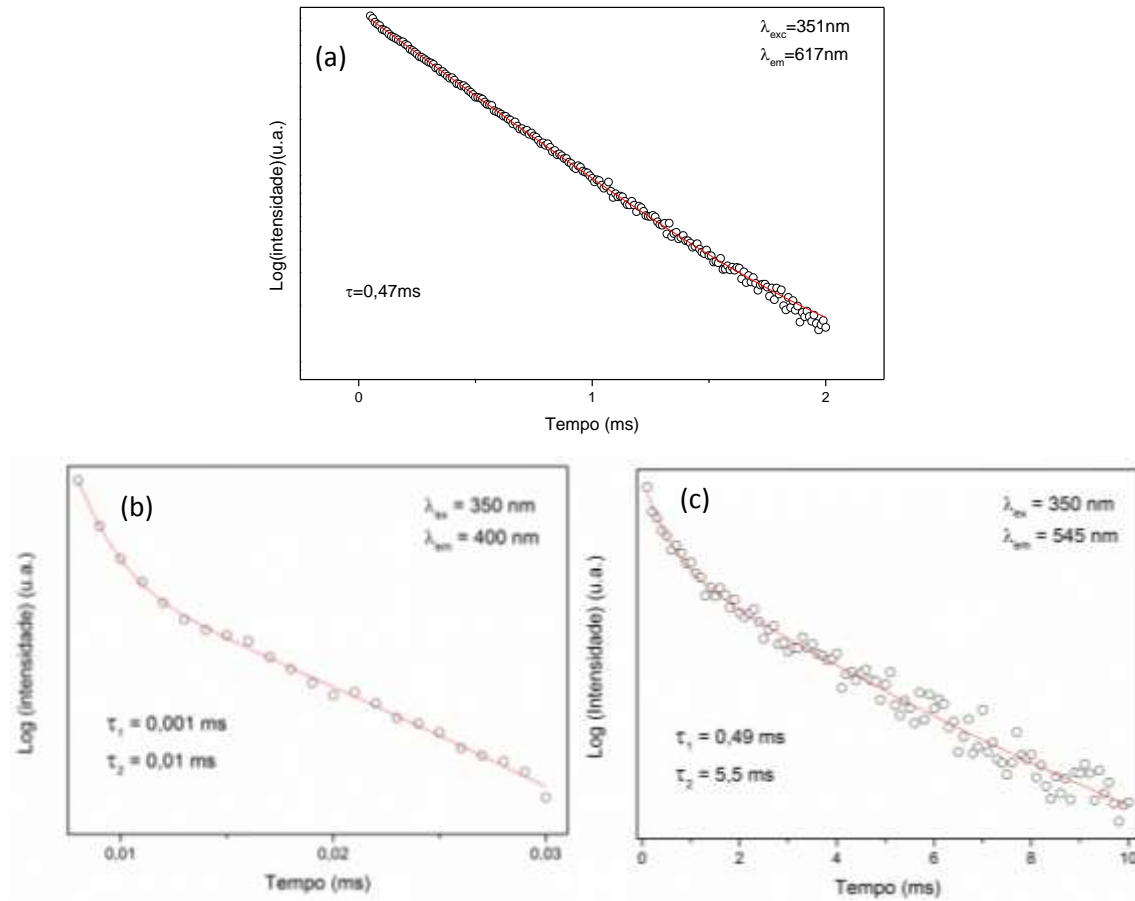 (a)
λexc=351nm
λem=617nm
Log(intensidade)(u.a.)
τ=0,47ms
0 1 2
Tempo (ms)
(b)
λex = 350 nm
λem = 400 nm
Log (intensidade) (u.a.)
τ1 = 0,001 ms
τ2 = 0,01 ms
0,01 0,02 0,03
Tempo (ms)
(c)
λex = 350 nm
λem = 545 nm
Log (Intensidade) (u.a.)
τ1 = 0,49 ms
τ2 = 5,5 ms
0 2 4 6 8 10
Tempo (ms)